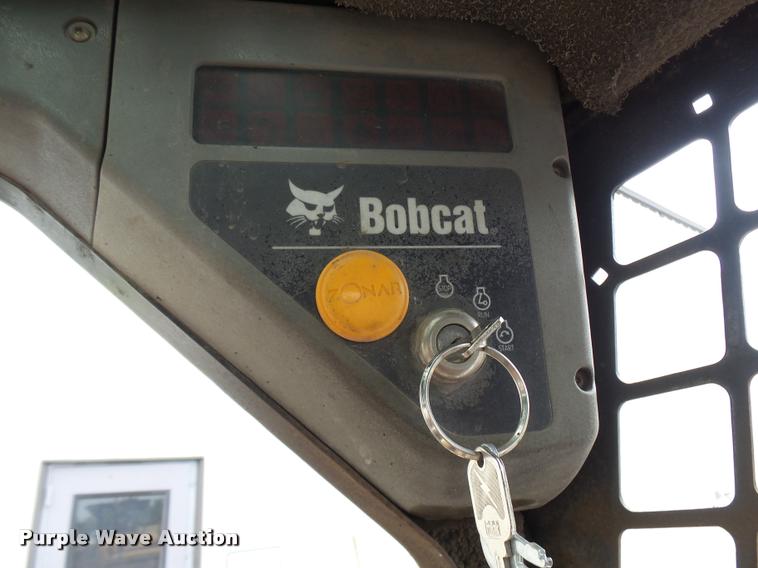 Bobcat
ZONAR
STOP
RUN
START
Purple Wave Auction